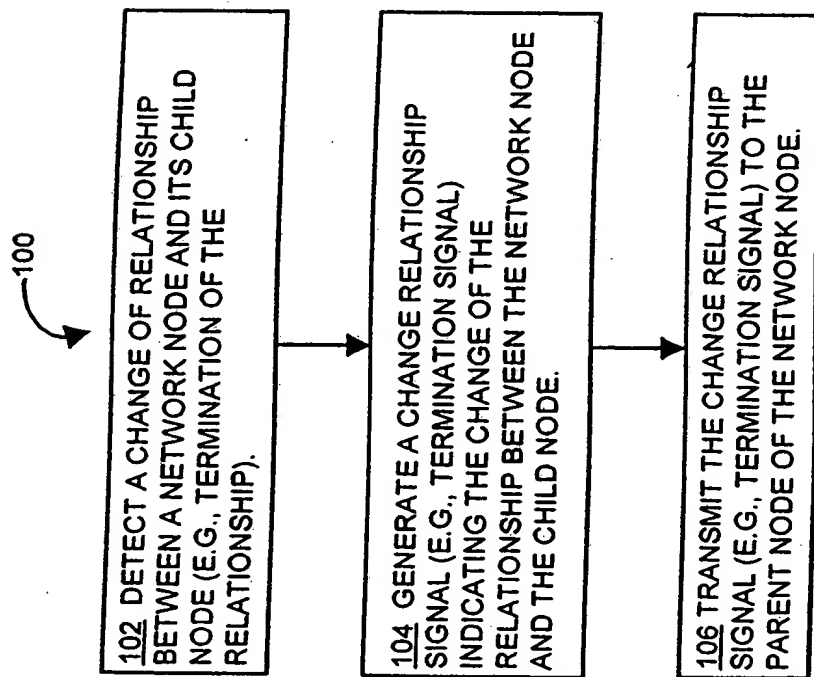 100
102 DETECT A CHANGE OF RELATIONSHIP
BETWEEN A NETWORK NODE AND ITS CHILD
NODE (E.G., TERMINATION OF THE
RELATIONSHIP).
104 GENERATE A CHANGE RELATIONSHIP
SIGNAL (E.G., TERMINATION SIGNAL)
INDICATING THE CHANGE OF THE
RELATIONSHIP BETWEEN THE NETWORK NODE
AND THE CHILD NODE.
106 TRANSMIT THE CHANGE RELATIONSHIP
SIGNAL (E.G., TERMINATION SIGNAL) TO THE
PARENT NODE OF THE NETWORK NODE.